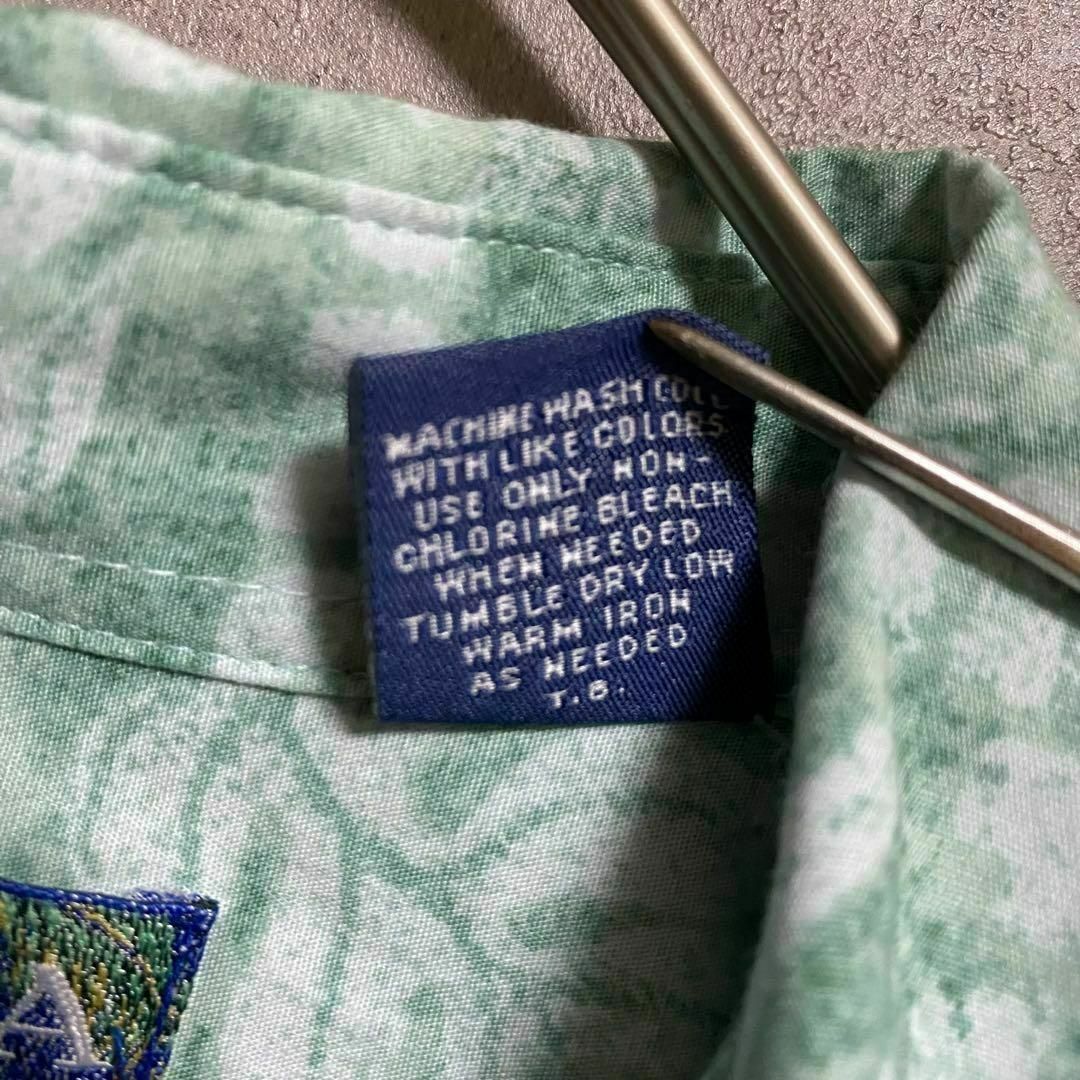 MACHINE WASH COLD
WITH LIKE COLORS
USE ONLY NON-
CHLORINE BLEACH
WHEN NEEDED
TUMBLE DRY LOW
WARM IRON
AS NEEDED
T.G.
A